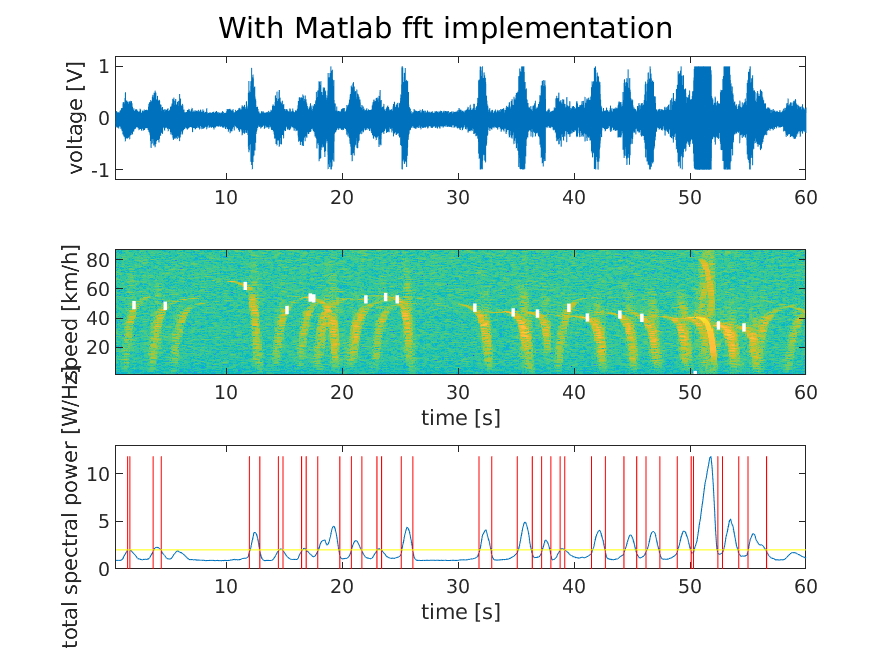 With Matlab fft implementation
voltage [V]
1
0
-1
10 20 30 40 50 60
speed [km/h]
80
60
40
20
10 20 30 40 50 60
time [s]
total spectral power [W/Hz]
10
5
0
10 20 30 40 50 60
time [s]